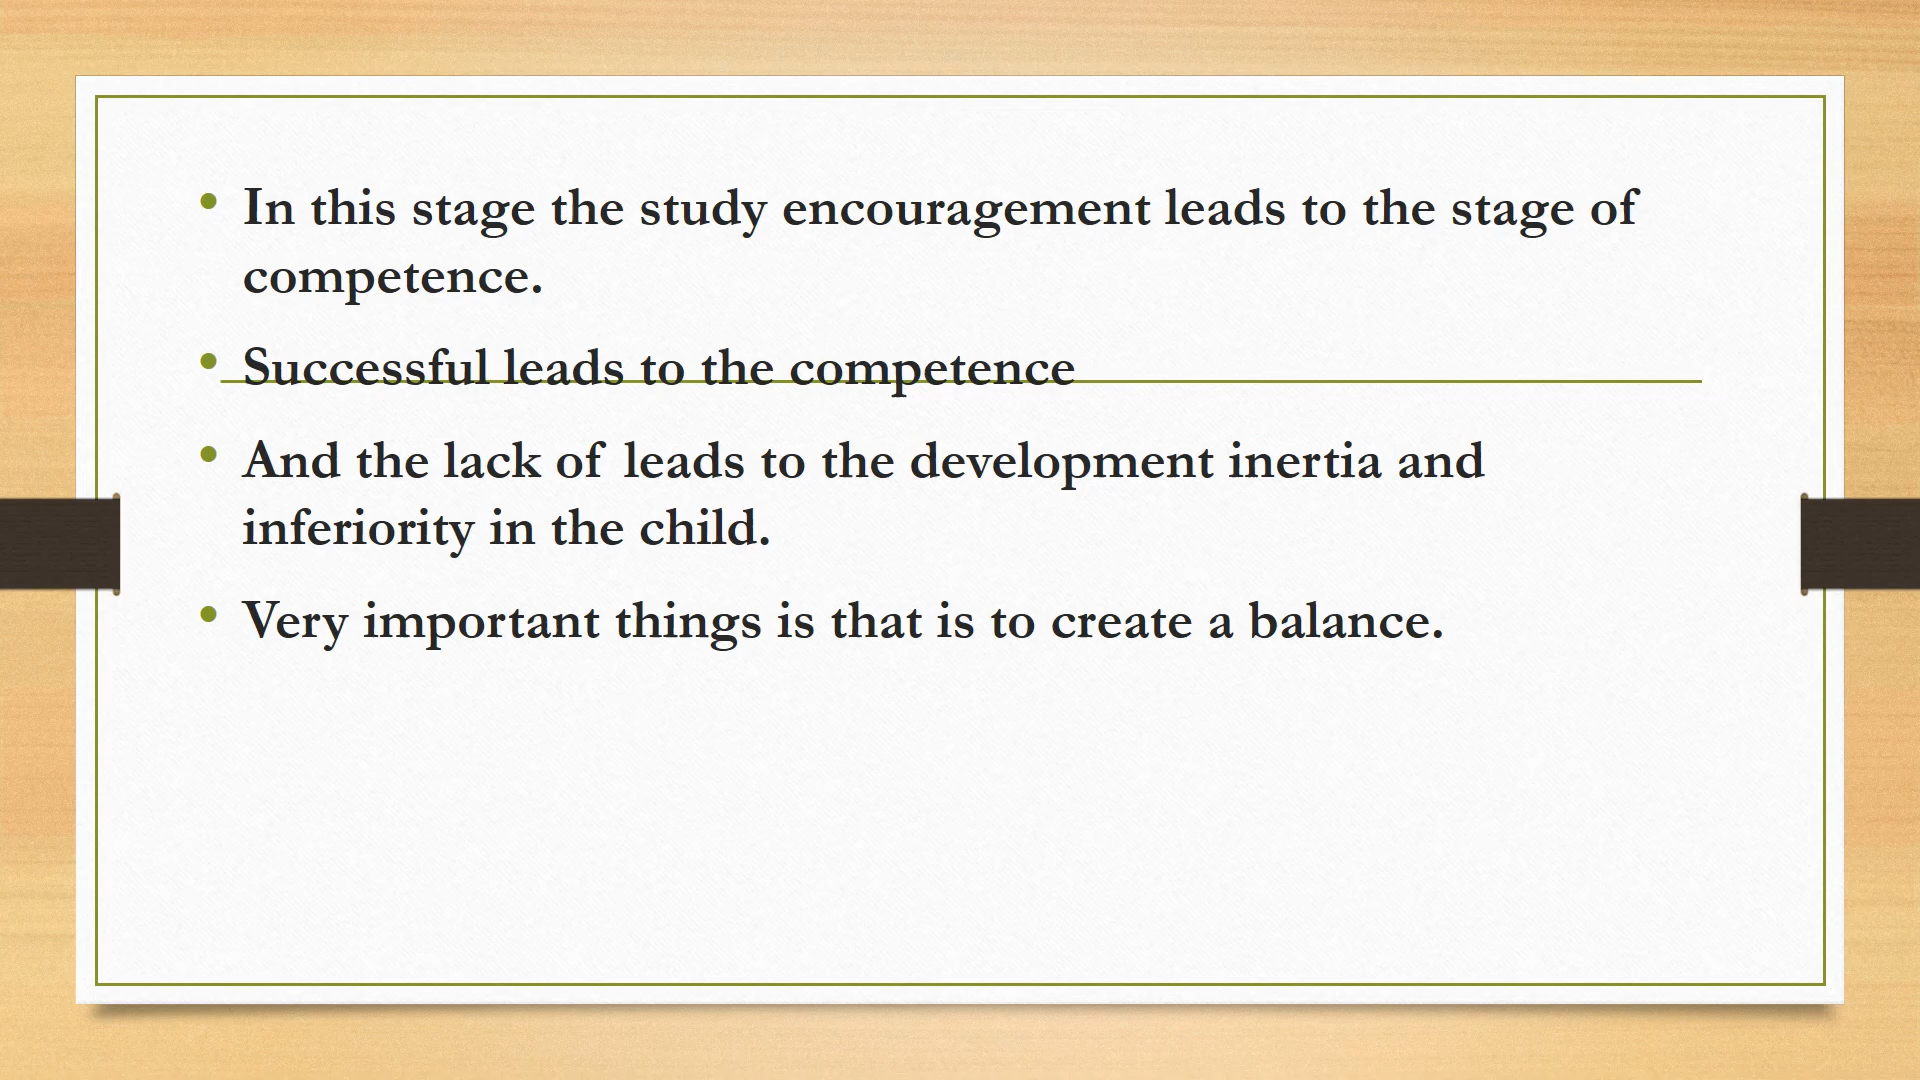 • In this stage the study encouragement leads to the stage of
competence.
• Successful leads to the competence
• And the lack of leads to the development inertia and
inferiority in the child.
• Very important things is that is to create a balance.